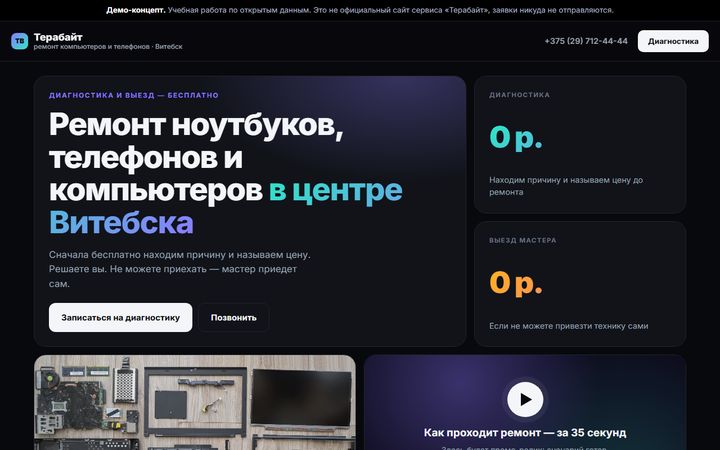 Демо-концепт. Учебная работа по открытым данным. Это не официальный сайт сервиса «Терабайт», заявки никуда не отправляются.
ТВ
Терабайт
ремонт компьютеров и телефонов · Витебск
+375 (29) 712-44-44
Диагностика
ДИАГНОСТИКА И ВЫЕЗД — БЕСПЛАТНО
Ремонт ноутбуков,
телефонов и
компьютеров в центре
Витебска
Сначала бесплатно находим причину и называем цену.
Решаете вы. Не можете приехать — мастер приедет
сам.
Записаться на диагностику
Позвонить
ДИАГНОСТИКА
0 р.
Находим причину и называем цену до
ремонта
ВЫЕЗД МАСТЕРА
0 р.
Если не можете привезти технику сами
Как проходит ремонт — за 35 секунд